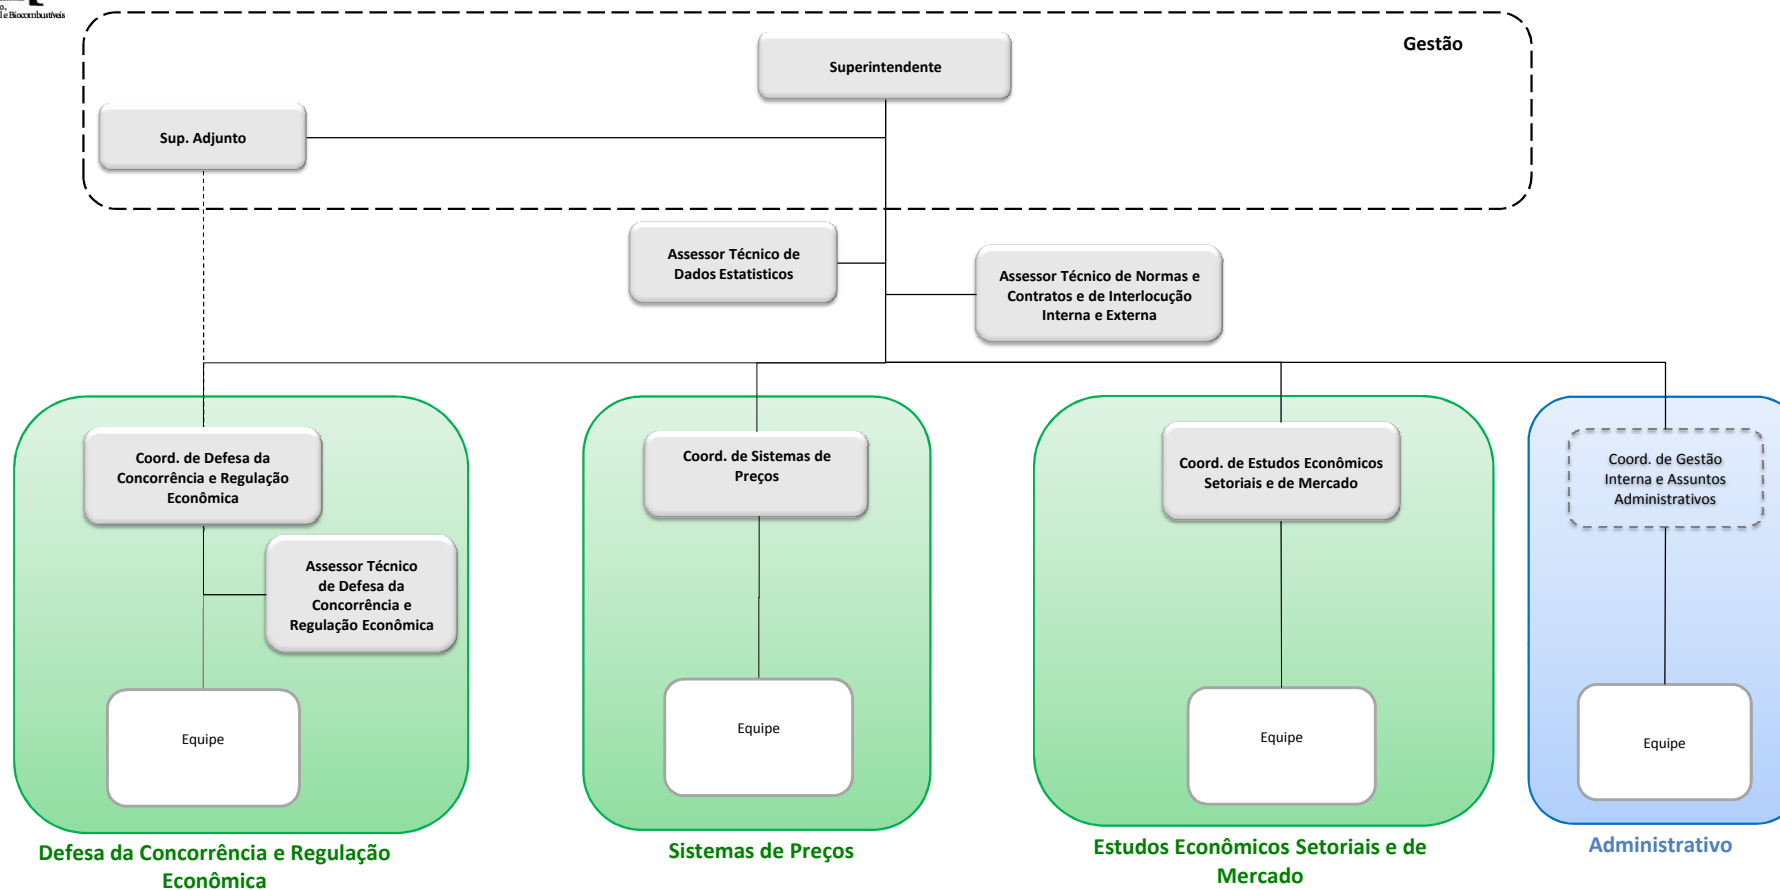 l e Biocombustíveis
Gestão
Superintendente
Sup. Adjunto
Assessor Técnico de
Dados Estatisticos
Assessor Técnico de Normas e
Contratos e de Interlocução
Interna e Externa
Coord. de Defesa da
Concorrência e Regulação
Econômica
Coord. de Sistemas de
Preços
Coord. de Estudos Econômicos
Setoriais e de Mercado
Coord. de Gestão
Interna e Assuntos
Administrativos
Assessor Técnico
de Defesa da
Concorrência e
Regulação Econômica
Equipe
Equipe
Equipe
Equipe
Defesa da Concorrência e Regulação
Econômica
Sistemas de Preços
Estudos Econômicos Setoriais e de
Mercado
Administrativo